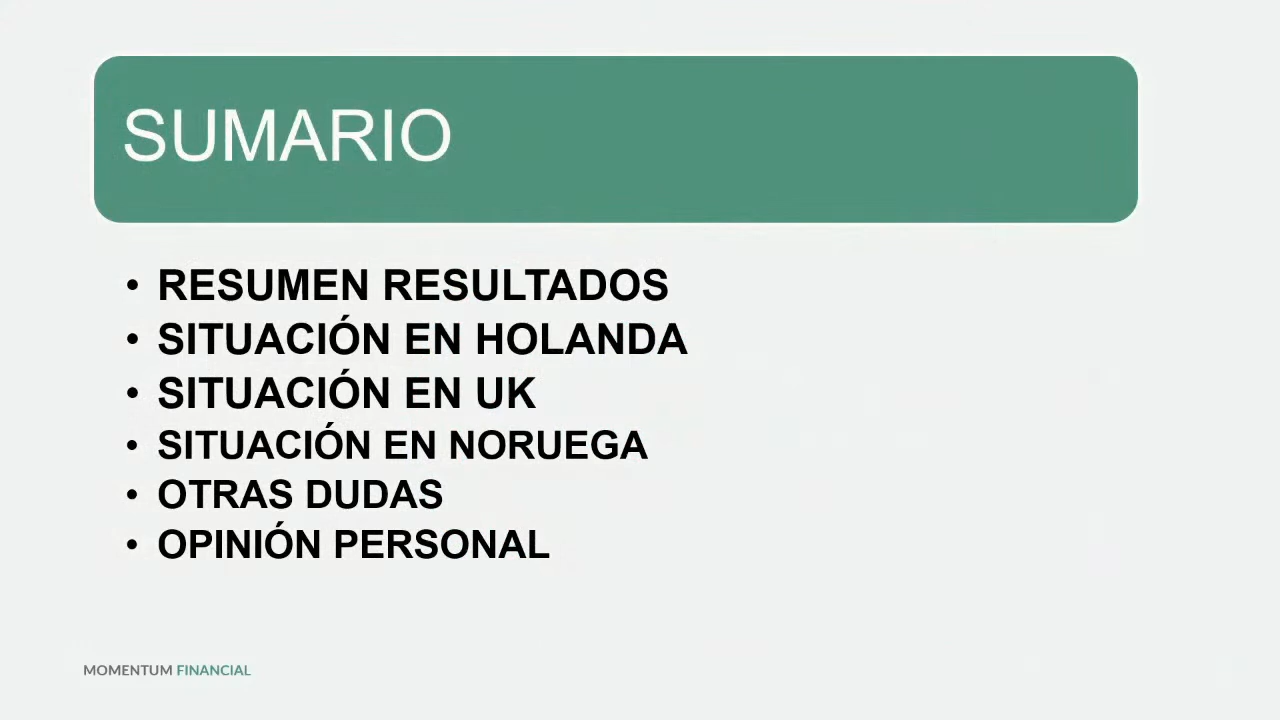 SUMARIO
• RESUMEN RESULTADOS
• SITUACIÓN EN HOLANDA
• SITUACIÓN EN UK
• SITUACIÓN EN NORUEGA
• OTRAS DUDAS
• OPINIÓN PERSONAL
MOMENTUM FINANCIAL